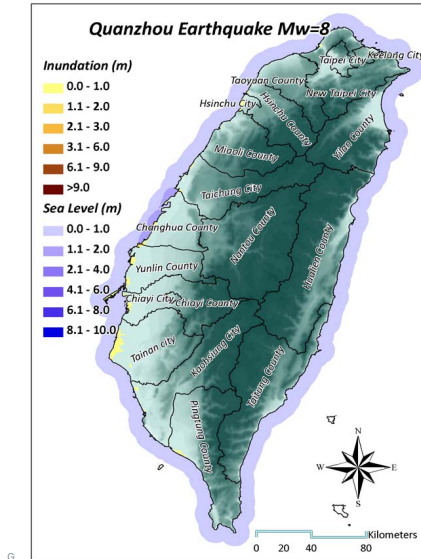 Quanzhou Earthquake Mw=8
Inundation (m)
0.0 - 1.0
1.1 - 2.0
2.1 - 3.0
3.1 - 6.0
6.1 - 9.0
>9.0
Sea Level (m)
0.0 - 1.0
1.1 - 2.0
2.1 - 4.0
4.1 - 6.0
6.1 - 8.0
8.1 - 10.0
Keelung City
Taipei City
New Taipei City
Taoyuan County
Hsinchu City
Hsinchu County
Yilan County
Miaoli County
Taichung City
Changhua County
Nantou County
Hualien County
Yunlin County
Chiayi City
Chiayi County
Tainan city
Kaohsiung City
Taitung County
Pingtung County
N
W
E
S
Kilometers
0 20 40 80
G